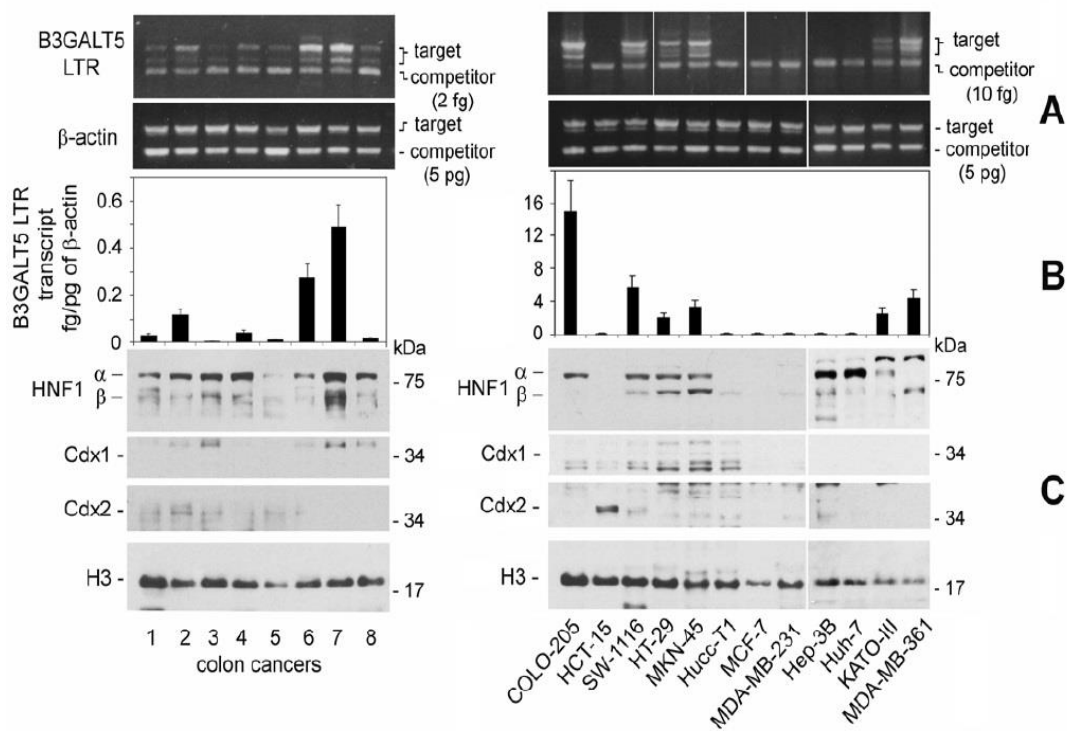 B3GALT5
LTR
target
competitor
(2 fg)
β-actin
target
competitor
(5 pg)
target
competitor
(10 fg)
target
competitor
(5 pg)
A
B3GALT5 LTR
transcript
fg/pg of β-actin
0.6
0.4
0.2
0
16
12
8
4
0
B
kDa
HNF1
α
β
75
Cdx1
34
Cdx2
34
H3
17
1 2 3 4 5 6 7 8
colon cancers
kDa
HNF1
α
β
75
Cdx1
34
Cdx2
34
H3
17
C
COLO-205
HCT-15
SW-1116
HT-29
MKN-45
Hucc-T1
MCF-7
MDA-MB-231
Hep-3B
Huh-7
KATO-III
MDA-MB-361